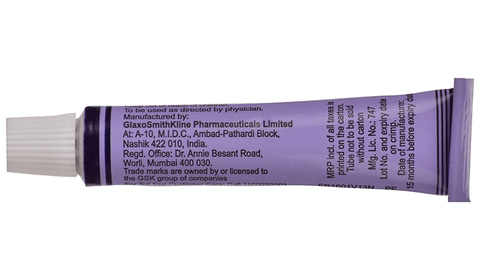 To be used as directed by physician.
Manufactured by:
GlaxoSmithKline Pharmaceuticals Limited
At: A-10, M.I.D.C., Ambad-Pathardi Block,
Nashik 422 010, India.
Regd. Office: Dr. Annie Besant Road,
Worli, Mumbai 400 030.
Trade marks are owned by or licensed to
the GSK group of companies
MRP incl. of all taxes is
printed on the carton.
Tube not to be sold
without carton
Mfg. Lic. No.: 747
Lot No. and expiry date
on crimp.
Date of manufacture:
15 months before expiry date